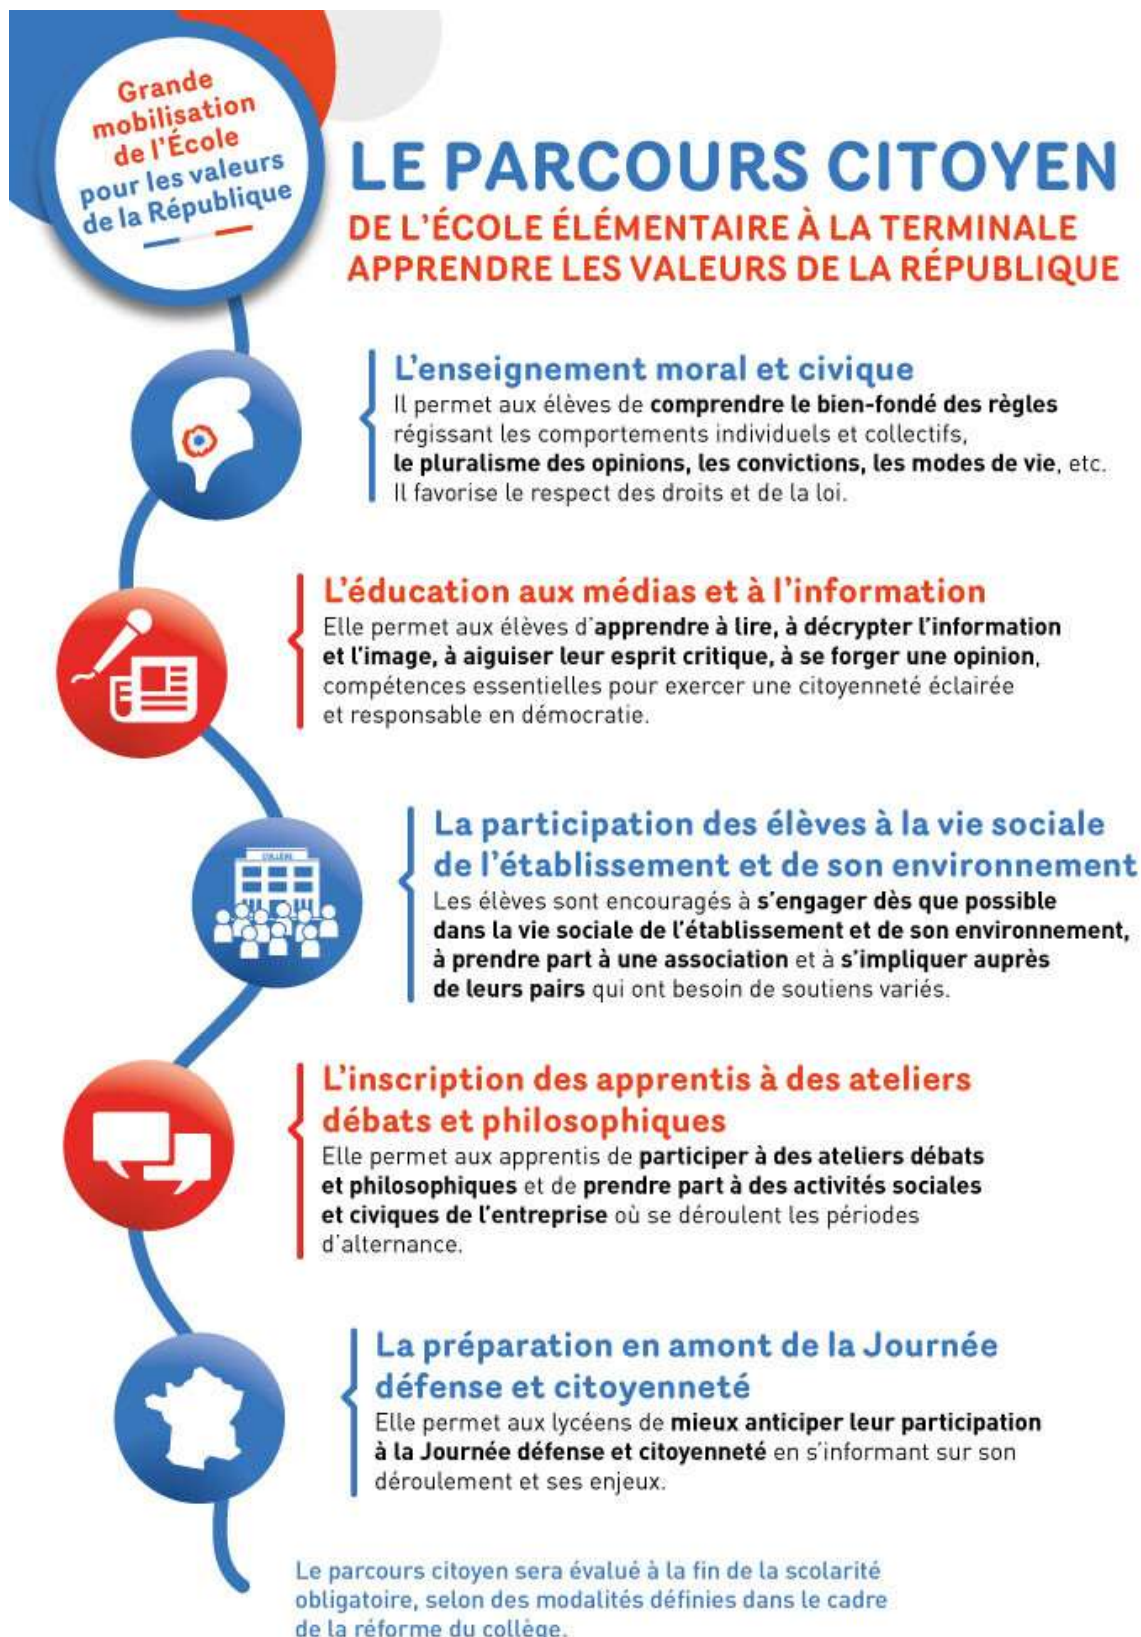 Grande
mobilisation
de l'École
pour les valeurs
de la République
LE PARCOURS CITOYEN
DE L'ÉCOLE ÉLÉMENTAIRE À LA TERMINALE
APPRENDRE LES VALEURS DE LA RÉPUBLIQUE
L'enseignement moral et civique
Il permet aux élèves de comprendre le bien-fondé des règles
régissant les comportements individuels et collectifs,
le pluralisme des opinions, les convictions, les modes de vie, etc.
Il favorise le respect des droits et de la loi.
L'éducation aux médias et à l'information
Elle permet aux élèves d'apprendre à lire, à décrypter l'information
et l'image, à aiguiser leur esprit critique, à se forger une opinion,
compétences essentielles pour exercer une citoyenneté éclairée
et responsable en démocratie.
COLLÈGE
La participation des élèves à la vie sociale
de l'établissement et de son environnement
Les élèves sont encouragés à s'engager dès que possible
dans la vie sociale de l'établissement et de son environnement,
à prendre part à une association et à s'impliquer auprès
de leurs pairs qui ont besoin de soutiens variés.
L'inscription des apprentis à des ateliers
débats et philosophiques
Elle permet aux apprentis de participer à des ateliers débats
et philosophiques et de prendre part à des activités sociales
et civiques de l'entreprise où se déroulent les périodes
d'alternance.
La préparation en amont de la Journée
défense et citoyenneté
Elle permet aux lycéens de mieux anticiper leur participation
à la Journée défense et citoyenneté en s'informant sur son
déroulement et ses enjeux.
Le parcours citoyen sera évalué à la fin de la scolarité
obligatoire, selon des modalités définies dans le cadre
de la réforme du collège.